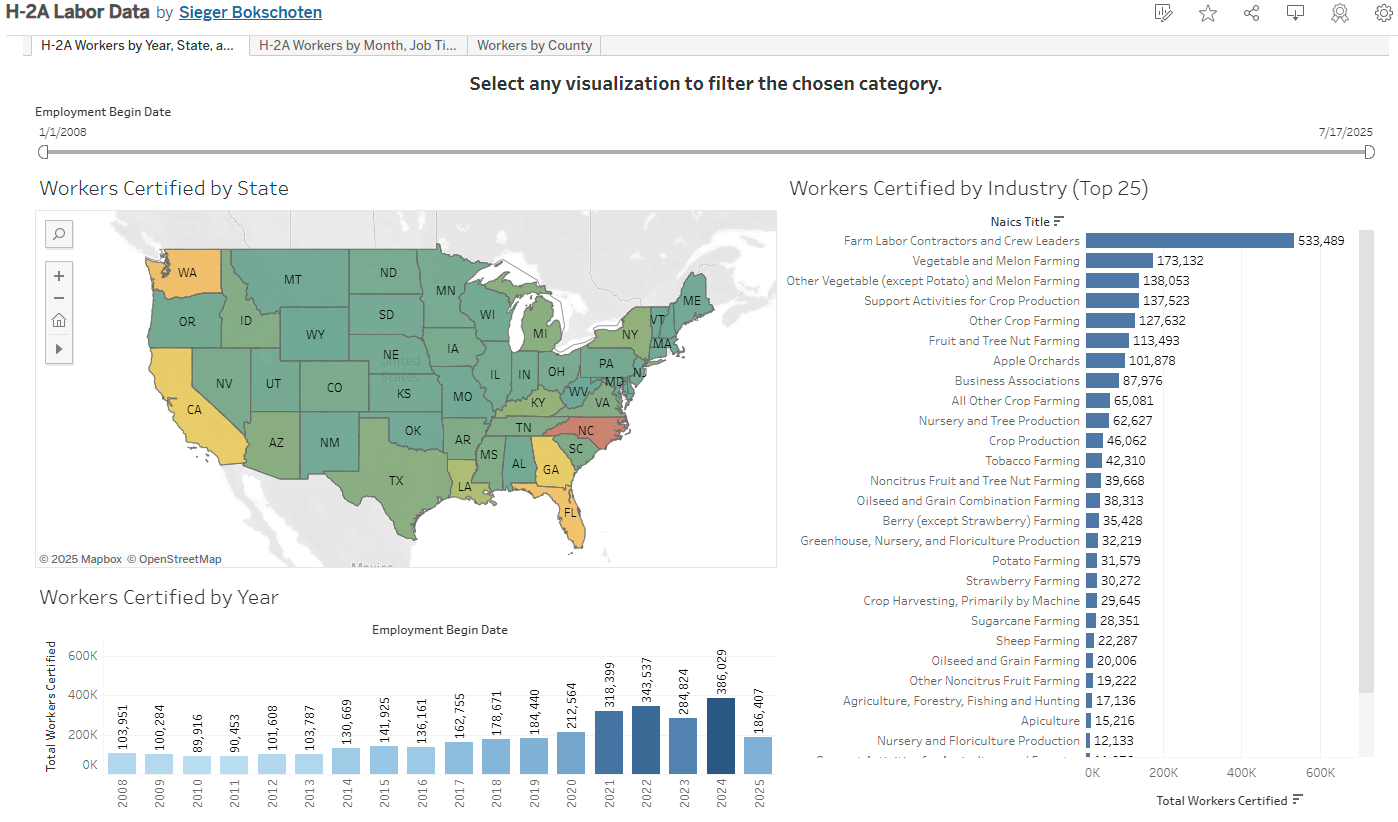 H-2A Labor Data by Sieger Bokschoten
H-2A Workers by Year, State, a...
H-2A Workers by Month, Job Ti...
Workers by County
Select any visualization to filter the chosen category.
Employment Begin Date
1/1/2008
7/17/2025
Workers Certified by State
WA
MT
ND
MN
ME
OR
ID
WY
SD
WI
MI
NY
VT
MA
NE
IA
PA
NJ
NV
UT
CO
KS
MO
IL
IN
OH
WV
MD
VA
KY
CA
AZ
NM
OK
AR
TN
NC
SC
MS
AL
GA
TX
LA
FL
United
States
Mexico
© 2025 Mapbox © OpenStreetMap
Workers Certified by Year
Employment Begin Date
Total Workers Certified
600K
400K
200K
0K
103,951
100,284
89,916
90,453
101,608
103,787
130,669
141,925
136,161
162,755
178,671
184,440
212,564
318,399
343,537
284,824
386,029
186,407
2008
2009
2010
2011
2012
2013
2014
2015
2016
2017
2018
2019
2020
2021
2022
2023
2024
2025
Workers Certified by Industry (Top 25)
Naics Title
Farm Labor Contractors and Crew Leaders 533,489
Vegetable and Melon Farming 173,132
Other Vegetable (except Potato) and Melon Farming 138,053
Support Activities for Crop Production 137,523
Other Crop Farming 127,632
Fruit and Tree Nut Farming 113,493
Apple Orchards 101,878
Business Associations 87,976
All Other Crop Farming 65,081
Nursery and Tree Production 62,627
Crop Production 46,062
Tobacco Farming 42,310
Noncitrus Fruit and Tree Nut Farming 39,668
Oilseed and Grain Combination Farming 38,313
Berry (except Strawberry) Farming 35,428
Greenhouse, Nursery, and Floriculture Production 32,219
Potato Farming 31,579
Strawberry Farming 30,272
Crop Harvesting, Primarily by Machine 29,645
Sugarcane Farming 28,351
Sheep Farming 22,287
Oilseed and Grain Farming 20,006
Other Noncitrus Fruit Farming 19,222
Agriculture, Forestry, Fishing and Hunting 17,136
Apiculture 15,216
Nursery and Floriculture Production 12,133
0K 200K 400K 600K
Total Workers Certified